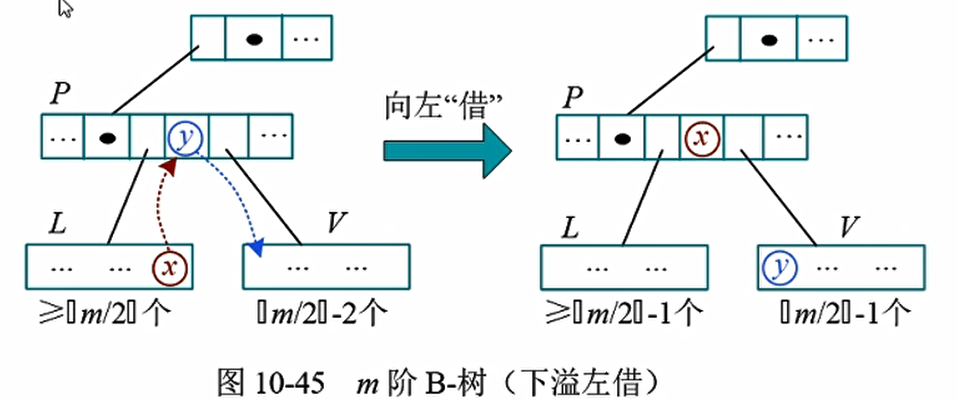 ...
P
... y ...
L
V
... ... x
... ...
≥▯m/2▯个
▯m/2▯-2个
向左“借”
...
P
... x ...
L
V
... ...
y ... ...
≥▯m/2▯-1个
▯m/2▯-1个
图 10-45 m 阶 B-树（下溢左借）